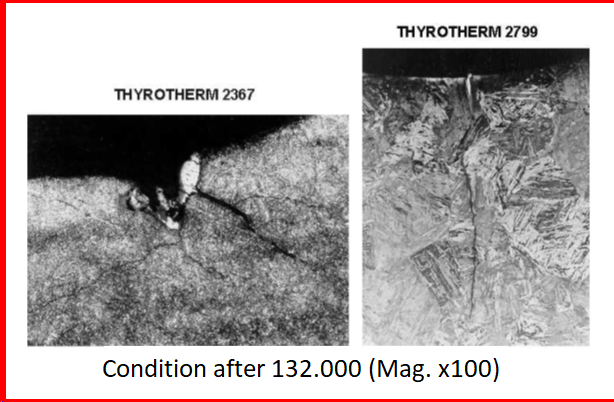 THYROTHERM 2799
THYROTHERM 2367
Condition after 132.000 (Mag. x100)